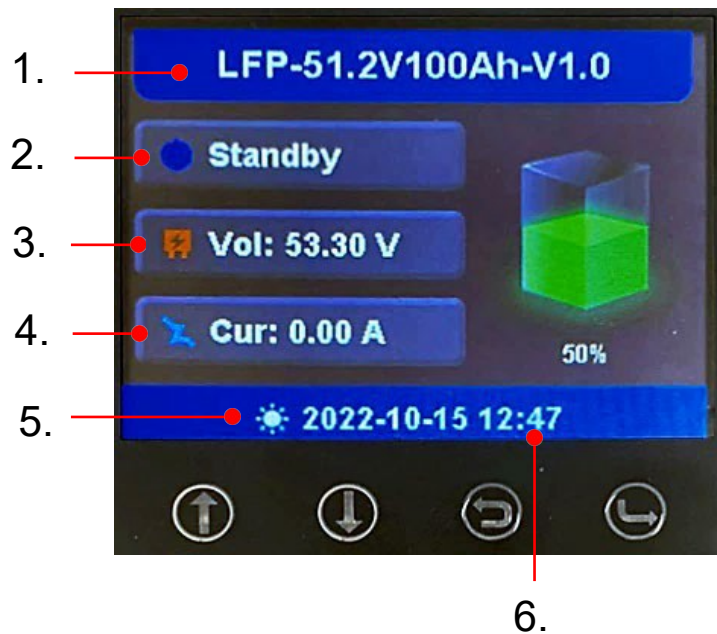 1.
LFP-51.2V100Ah-V1.0
2.
Standby
3.
Vol: 53.30 V
4.
Cur: 0.00 A
50%
5.
2022-10-15 12:47
6.